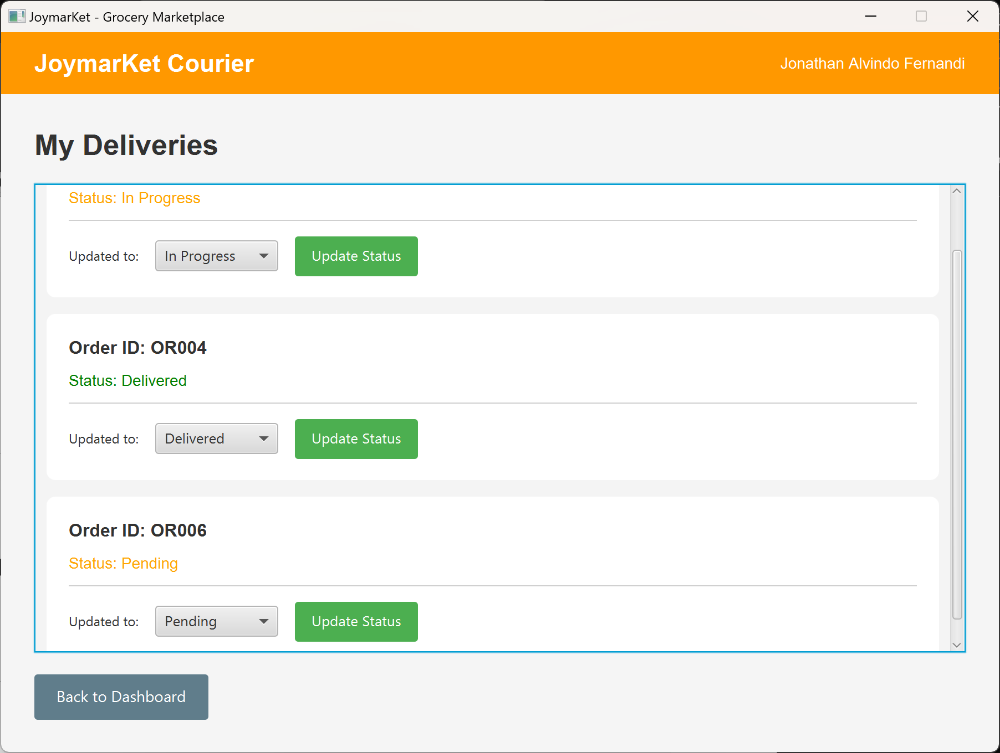 JoymarKet - Grocery Marketplace
JoymarKet Courier
Jonathan Alvindo Fernandi
My Deliveries
Status: In Progress
Updated to: In Progress Update Status
Order ID: OR004
Status: Delivered
Updated to: Delivered Update Status
Order ID: OR006
Status: Pending
Updated to: Pending Update Status
Back to Dashboard